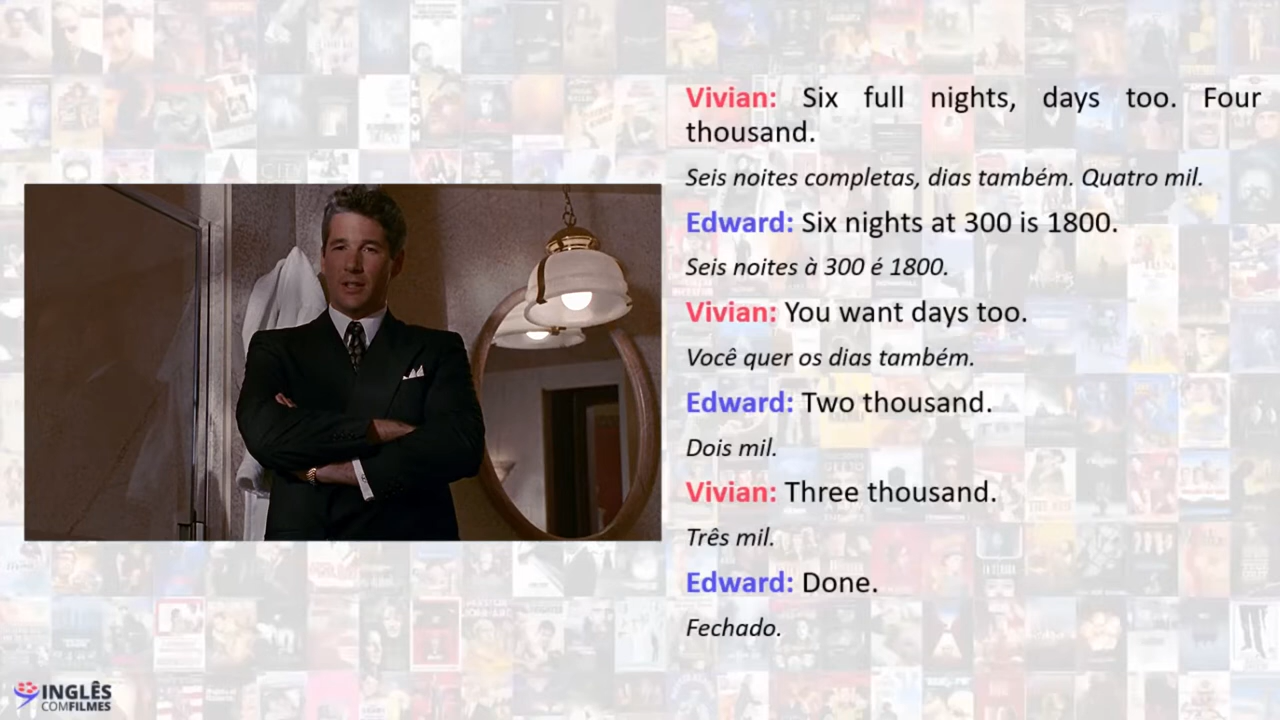 Vivian: Six full nights, days too. Four
thousand.
Seis noites completas, dias também. Quatro mil.
Edward: Six nights at 300 is 1800.
Seis noites à 300 é 1800.
Vivian: You want days too.
Você quer os dias também.
Edward: Two thousand.
Dois mil.
Vivian: Three thousand.
Três mil.
Edward: Done.
Fechado.
INGLÊS
COMFILMES